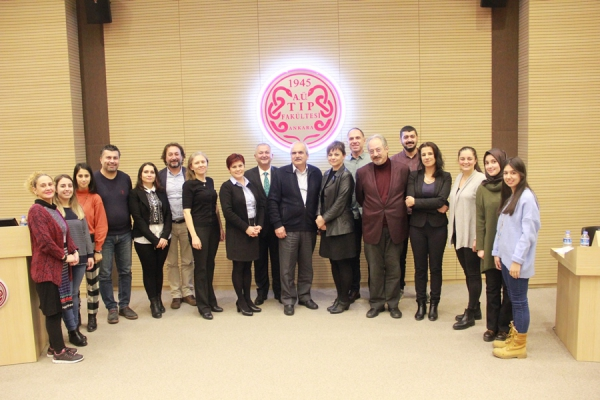 1945
AÜ
TIP
FAKÜLTESİ
ANKARA